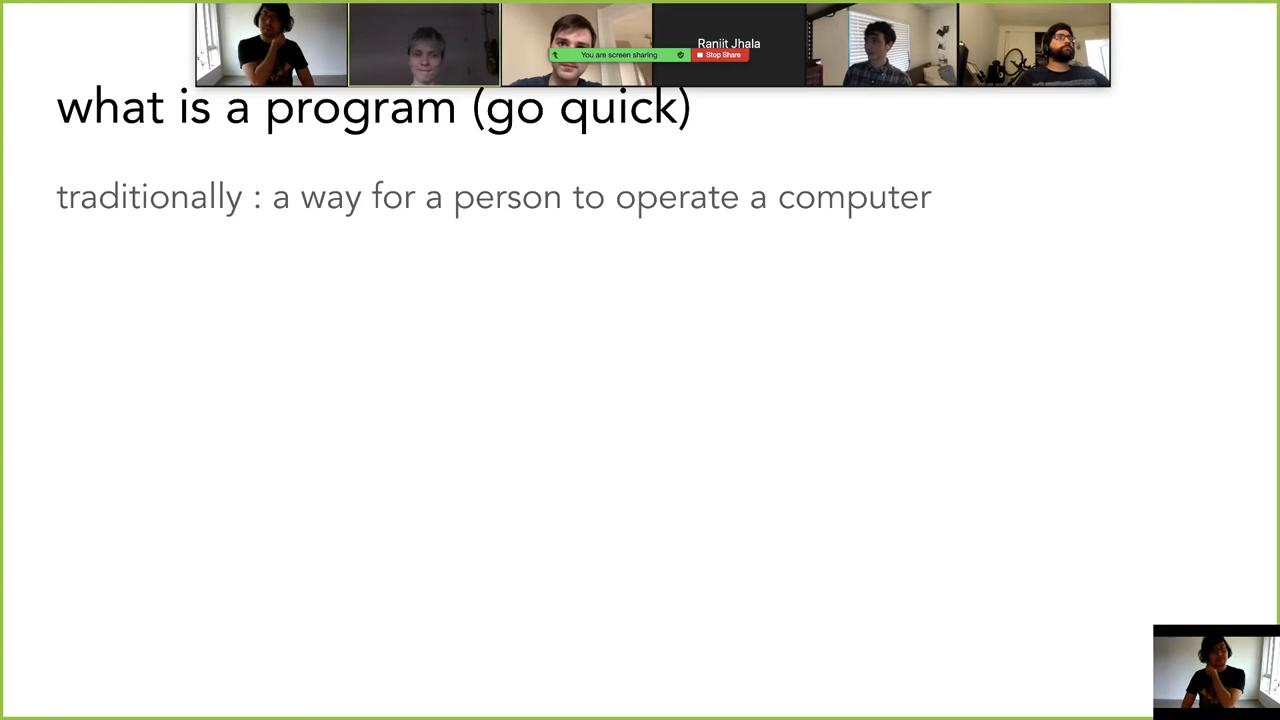 Ranjit Jhala
You are screen sharing
Stop Share
what is a program (go quick)
traditionally : a way for a person to operate a computer